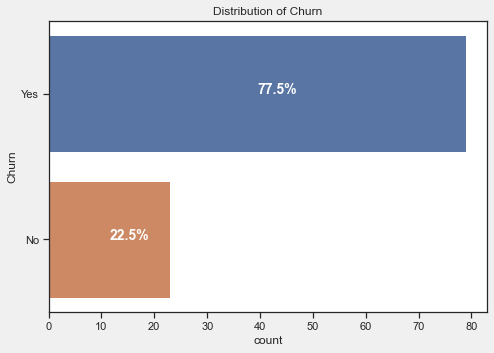 Distribution of Churn
Churn
Yes
77.5%
No
22.5%
0 10 20 30 40 50 60 70 80
count